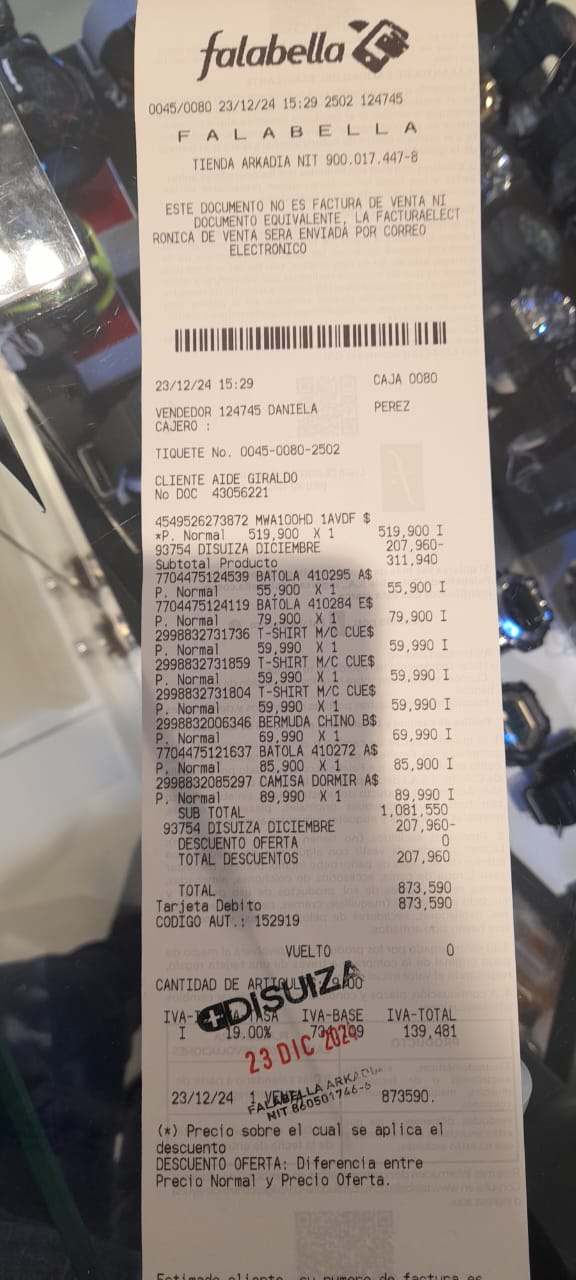 falabella
0045/0080 23/12/24 15:29 2502 124745
F A L A B E L L A
TIENDA ARKADIA NIT 900.017.447-8
ESTE DOCUMENTO NO ES FACTURA DE VENTA NI
DOCUMENTO EQUIVALENTE, LA FACTURAELECT
RONICA DE VENTA SERA ENVIADA POR CORREO
ELECTRONICO
23/12/24 15:29 CAJA 0080
VENDEDOR 124745 DANIELA PEREZ
CAJERO :
TIQUETE No. 0045-0080-2502
CLIENTE AIDE GIRALDO
No DOC 43056221
4549526273872 MWA100HD 1AVDF $
*P. Normal 519,900 X 1 519,900 I
93754 DISUIZA DICIEMBRE 207,960-
Subtotal Producto 311,940
7704475124539 BATOLA 410295 A$
P. Normal 55,900 X 1 55,900 I
7704475124119 BATOLA 410284 E$
P. Normal 79,900 X 1 79,900 I
2998832731736 T-SHIRT M/C CUE$
P. Normal 59,990 X 1 59,990 I
2998832731859 T-SHIRT M/C CUE$
P. Normal 59,990 X 1 59,990 I
2998832731804 T-SHIRT M/C CUE$
P. Normal 59,990 X 1 59,990 I
2998832006346 BERMUDA CHINO B$
P. Normal 69,990 X 1 69,990 I
7704475121637 BATOLA 410272 A$
P. Normal 85,900 X 1 85,900 I
2998832085297 CAMISA DORMIR A$
P. Normal 89,990 X 1 89,990 I
SUB TOTAL 1,081,550
93754 DISUIZA DICIEMBRE 207,960-
DESCUENTO OFERTA 0
TOTAL DESCUENTOS 207,960
TOTAL 873,590
Tarjeta Debito 873,590
CODIGO AUT.: 152919
VUELTO 0
CANTIDAD DE
DISUIZA
IVA-BASE IVA-TOTAL
I 19.00% 139,481
23 DIC 2024
FALABELLA ARKADIA
NIT 860501746-6
23/12/24 873590.
(*) Precio sobre el cual se aplica el
descuento
DESCUENTO OFERTA: Diferencia entre
Precio Normal y Precio Oferta.